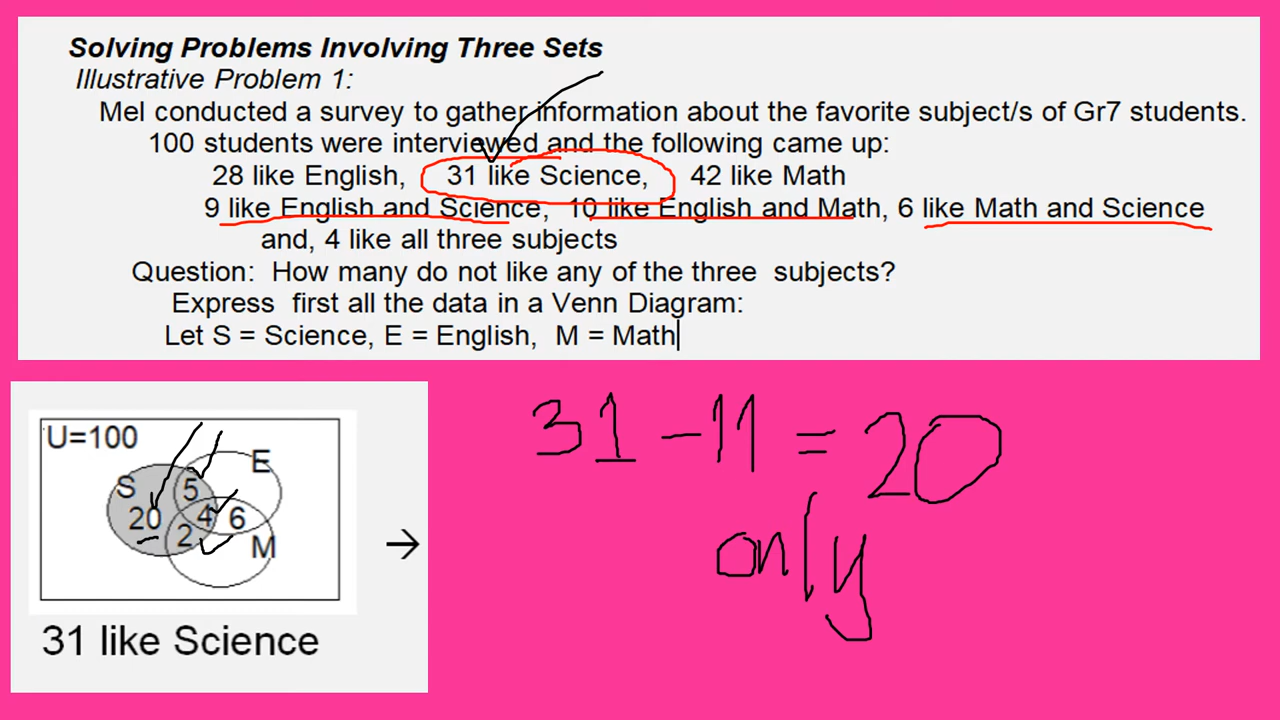 Solving Problems Involving Three Sets
Illustrative Problem 1:
Mel conducted a survey to gather information about the favorite subject/s of Gr7 students.
100 students were interviewed and the following came up:
28 like English, 31 like Science, 42 like Math
9 like English and Science, 10 like English and Math, 6 like Math and Science
and, 4 like all three subjects
Question: How many do not like any of the three subjects?
Express first all the data in a Venn Diagram:
Let S = Science, E = English, M = Math
U=100
S
E
5
20
4
6
2
M
→
31 like Science
31 - 11 = 20
only